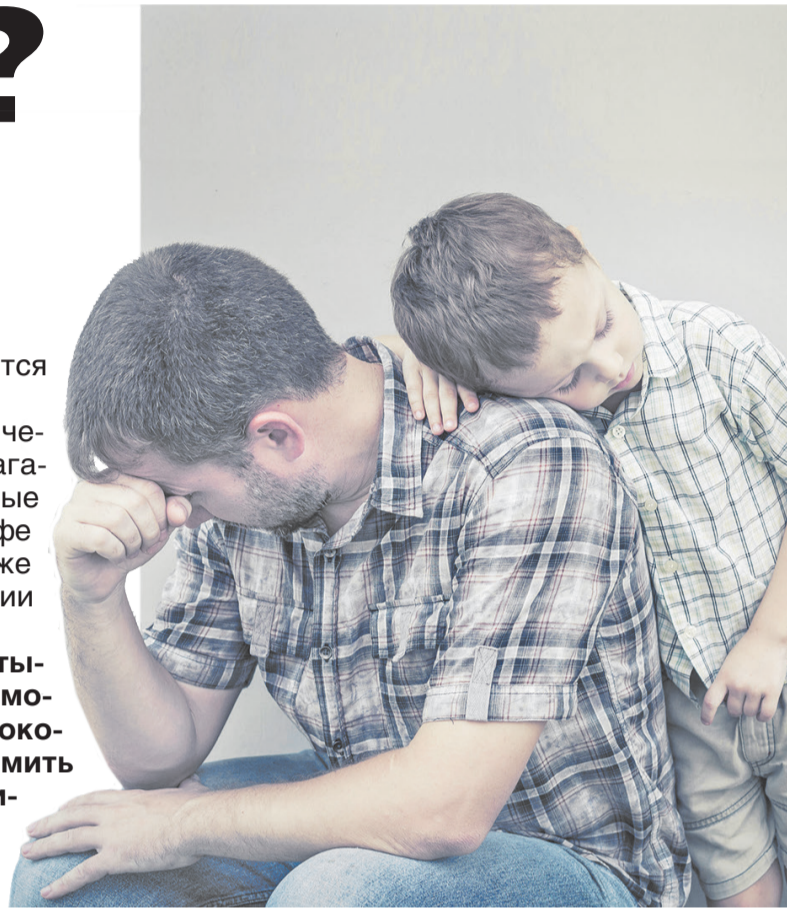 ?
тся
че-
ага-
ые
фе
же
ии
ты-
мо-
око-
мить
и-